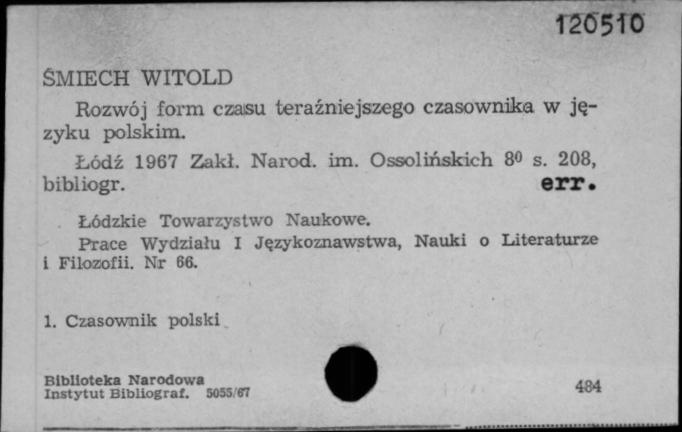 120510
ŚMIECH WITOLD
Rozwój form czasu teraźniejszego czasownika w ję-
zyku polskim.
Łódź 1967 Zakł. Narod. im. Ossolińskich 8⁰ s. 208,
bibliogr. err.
Łódzkie Towarzystwo Naukowe.
Prace Wydziału I Językoznawstwa, Nauki o Literaturze
i Filozofii. Nr 66.
1. Czasownik polski
Biblioteka Narodowa
Instytut Bibliograf. 5055/67
484